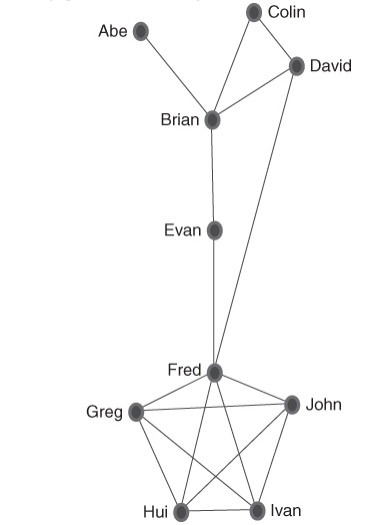 Colin
Abe
David
Brian
Evan
Fred
Greg
John
Hui
Ivan